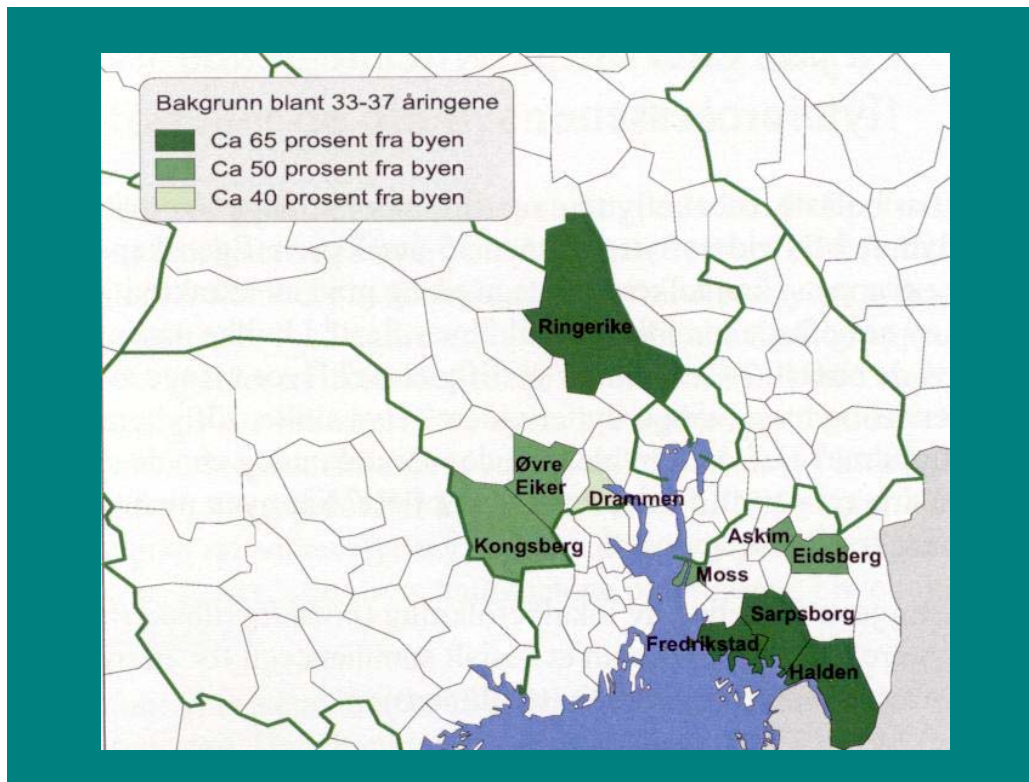 Bakgrunn blant 33-37 åringene
Ca 65 prosent fra byen
Ca 50 prosent fra byen
Ca 40 prosent fra byen
Ringerike
Øvre
Eiker
Drammen
Kongsberg
Askim
Eidsberg
Moss
Sarpsborg
Fredrikstad
Halden